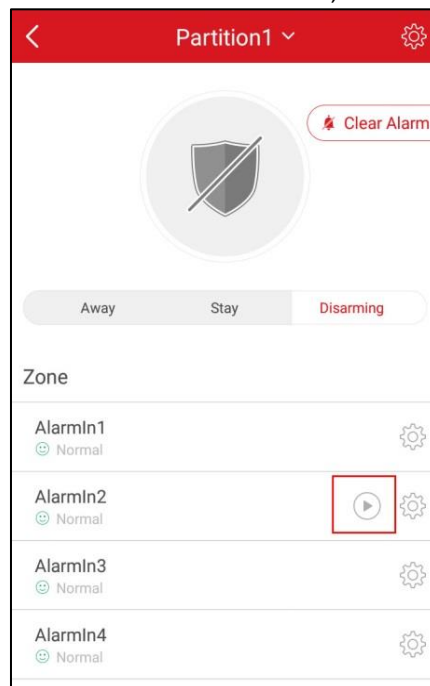 Partition1
Clear Alarm
Away Stay Disarming
Zone
AlarmIn1
Normal
AlarmIn2
Normal
AlarmIn3
Normal
AlarmIn4
Normal